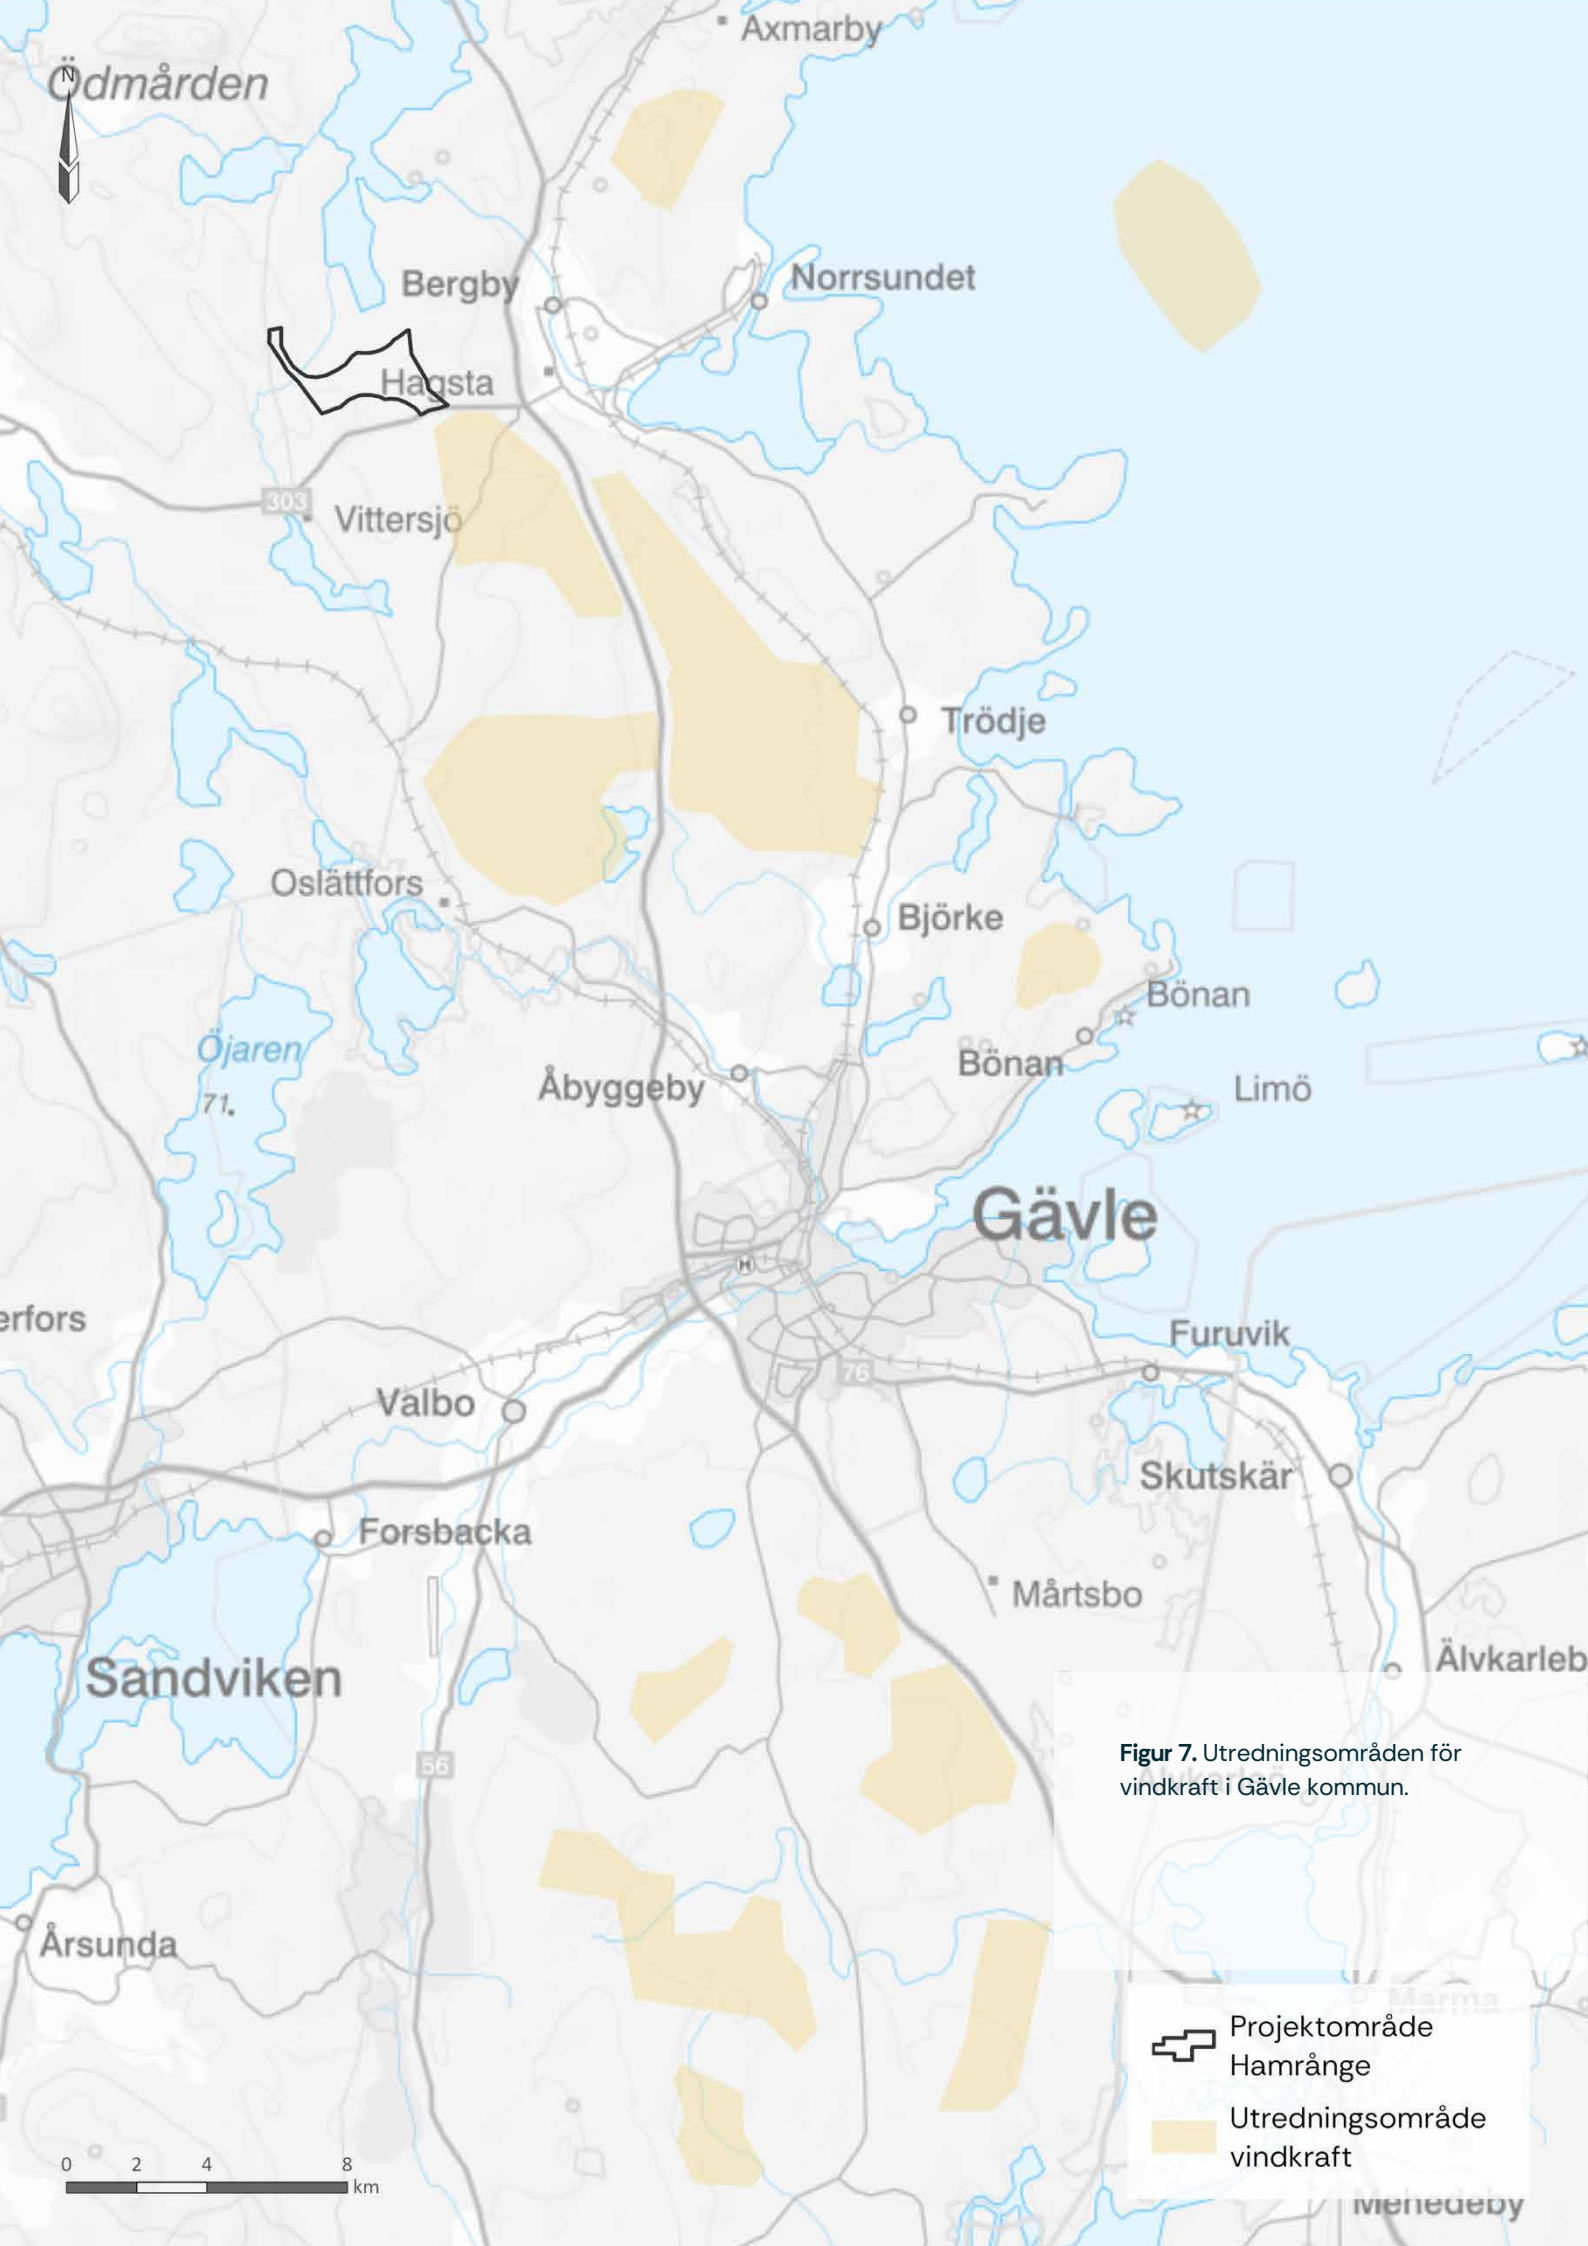 Axmarby
Ödmården
N
Bergby
Norrsundet
Hagsta
303
Vittersjö
Trödje
Oslättfors
Björke
Bönan
Öjaren
71.
Åbyggeby
Bönan
Limö
Gävle
H
erfors
Furuvik
76
Valbo
Skutskär
Forsbacka
Mårtsbo
Sandviken
Älvkarleb
56
Figur 7. Utredningsområden för
vindkraft i Gävle kommun.
Årsunda
Marma
Projektområde
Hamrånge
Utredningsområde
vindkraft
0 2 4 8
km
Mehedeby